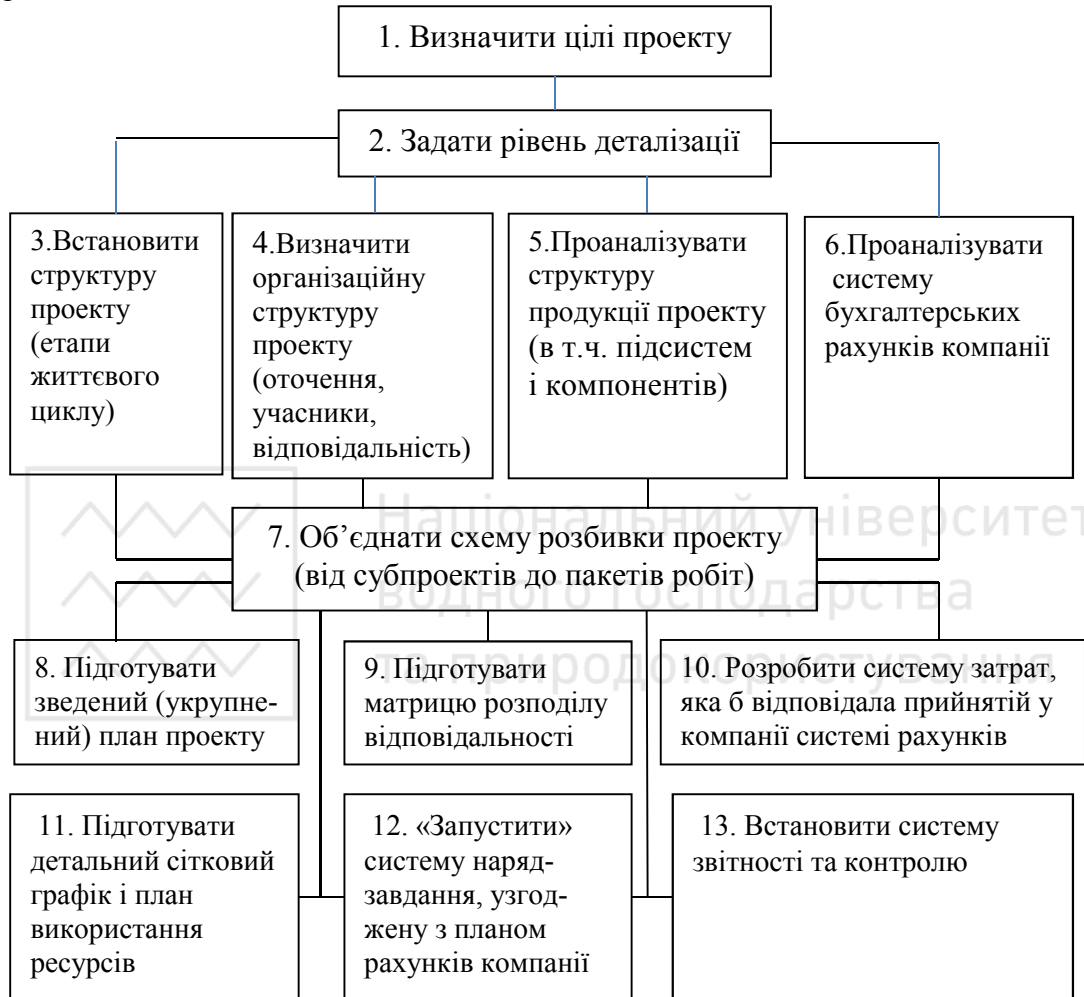 1. Визначити цілі проекту
2. Задати рівень деталізації
3.Встановити
структуру
проекту
(етапи
життєвого
циклу)
4.Визначити
організаційну
структуру
проекту
(оточення,
учасники,
відповідальність)
5.Проаналізувати
структуру
продукції проекту
(в т.ч. підсистем
і компонентів)
6.Проаналізувати
систему
бухгалтерських
рахунків компанії
7. Об’єднати схему розбивки проекту
(від субпроектів до пакетів робіт)
Національний університет
водного господарства
та природокористування
8. Підготувати
зведений (укрупне-
ний) план проекту
9. Підготувати
матрицю розподілу
відповідальності
10. Розробити систему затрат,
яка б відповідала прийнятій у
компанії системі рахунків
11. Підготувати
детальний сітковий
графік і план
використання
ресурсів
12. «Запустити»
систему наряд-
завдання, узгод-
жену з планом
рахунків компанії
13. Встановити систему
звітності та контролю